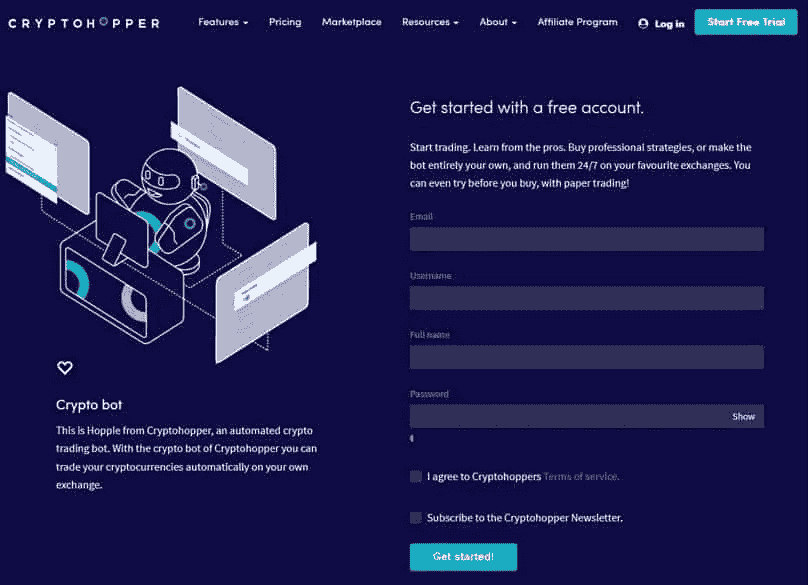 CRYPTOHOPPER
Features
Pricing
Marketplace
Resources
About
Affiliate Program
Log in
Start Free Trial
Get started with a free account.
Start trading. Learn from the pros. Buy professional strategies, or make the
bot entirely your own, and run them 24/7 on your favourite exchanges. You
can even try before you buy, with paper trading!
Email
Username
Full name
Password
Show
I agree to Cryptohoppers Terms of service.
Subscribe to the Cryptohopper Newsletter.
Get started!
Crypto bot
This is Hopple from Cryptohopper, an automated crypto
trading bot. With the crypto bot of Cryptohopper you can
trade your cryptocurrencies automatically on your own
exchange.